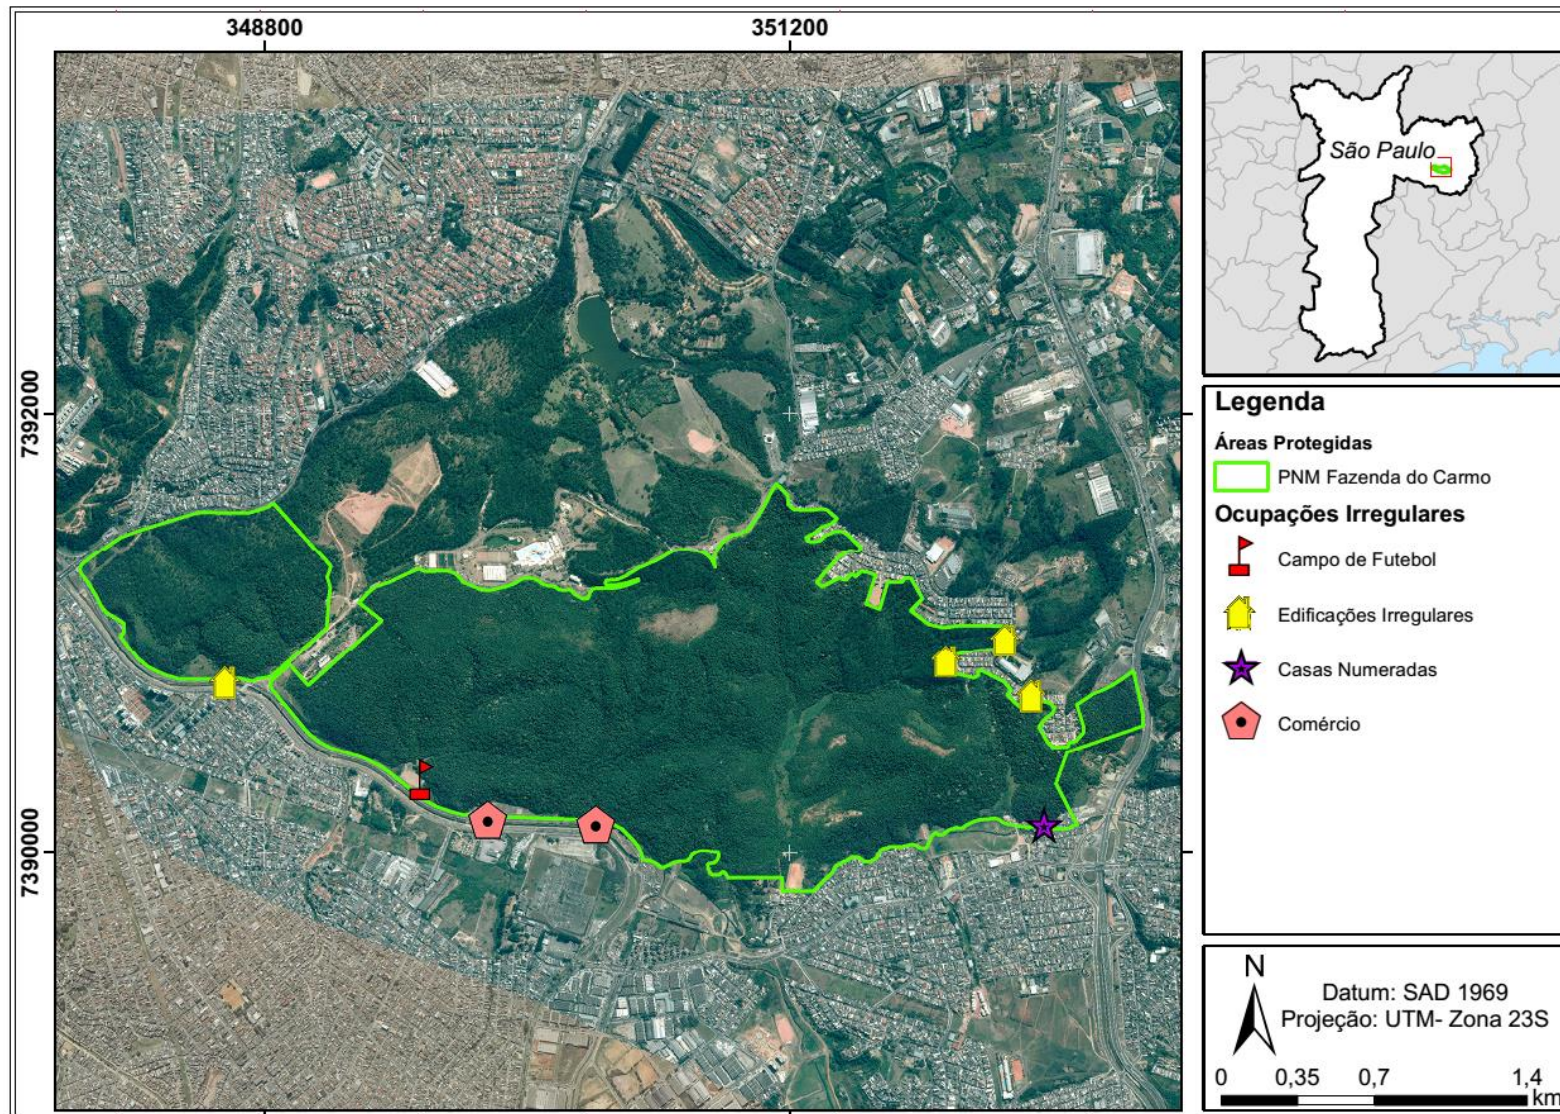 348800
351200
7392000
7390000
São Paulo
Legenda
Áreas Protegidas
PNM Fazenda do Carmo
Ocupações Irregulares
Campo de Futebol
Edificações Irregulares
Casas Numeradas
Comércio
N
Datum: SAD 1969
Projeção: UTM- Zona 23S
0 0,35 0,7 1,4
km